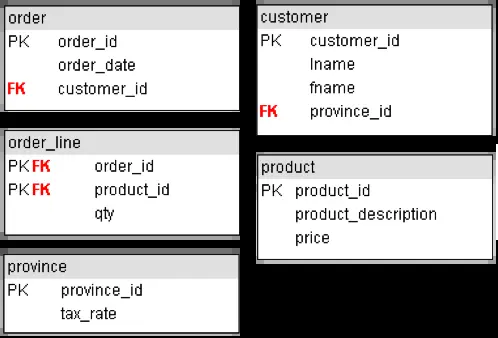 order
PK order_id
order_date
FK customer_id
order_line
PK FK order_id
PK FK product_id
qty
province
PK province_id
tax_rate
customer
PK customer_id
lname
fname
FK province_id
product
PK product_id
product_description
price